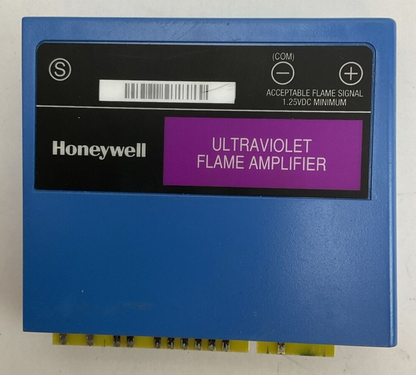 S
(COM)
− +
ACCEPTABLE FLAME SIGNAL
1.25VDC MINIMUM
Honeywell
ULTRAVIOLET
FLAME AMPLIFIER